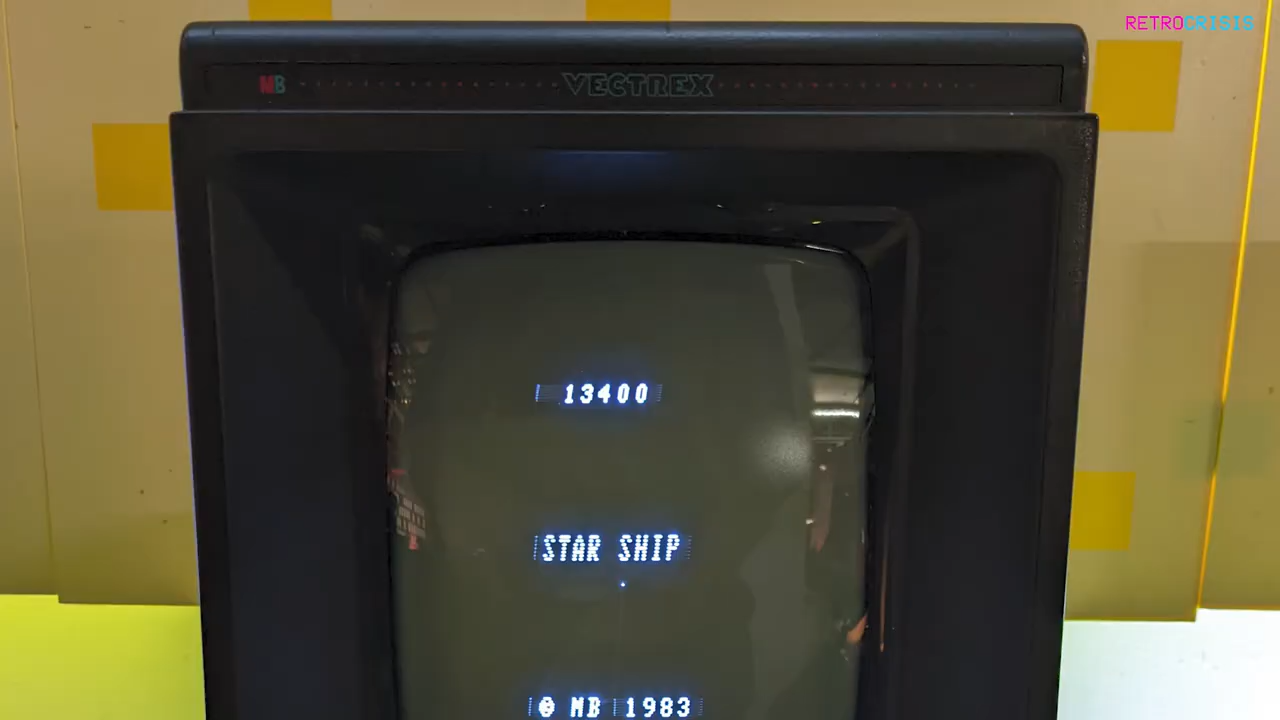 RETROCRISIS
MB VECTREX
13400
STAR SHIP
© MB 1983